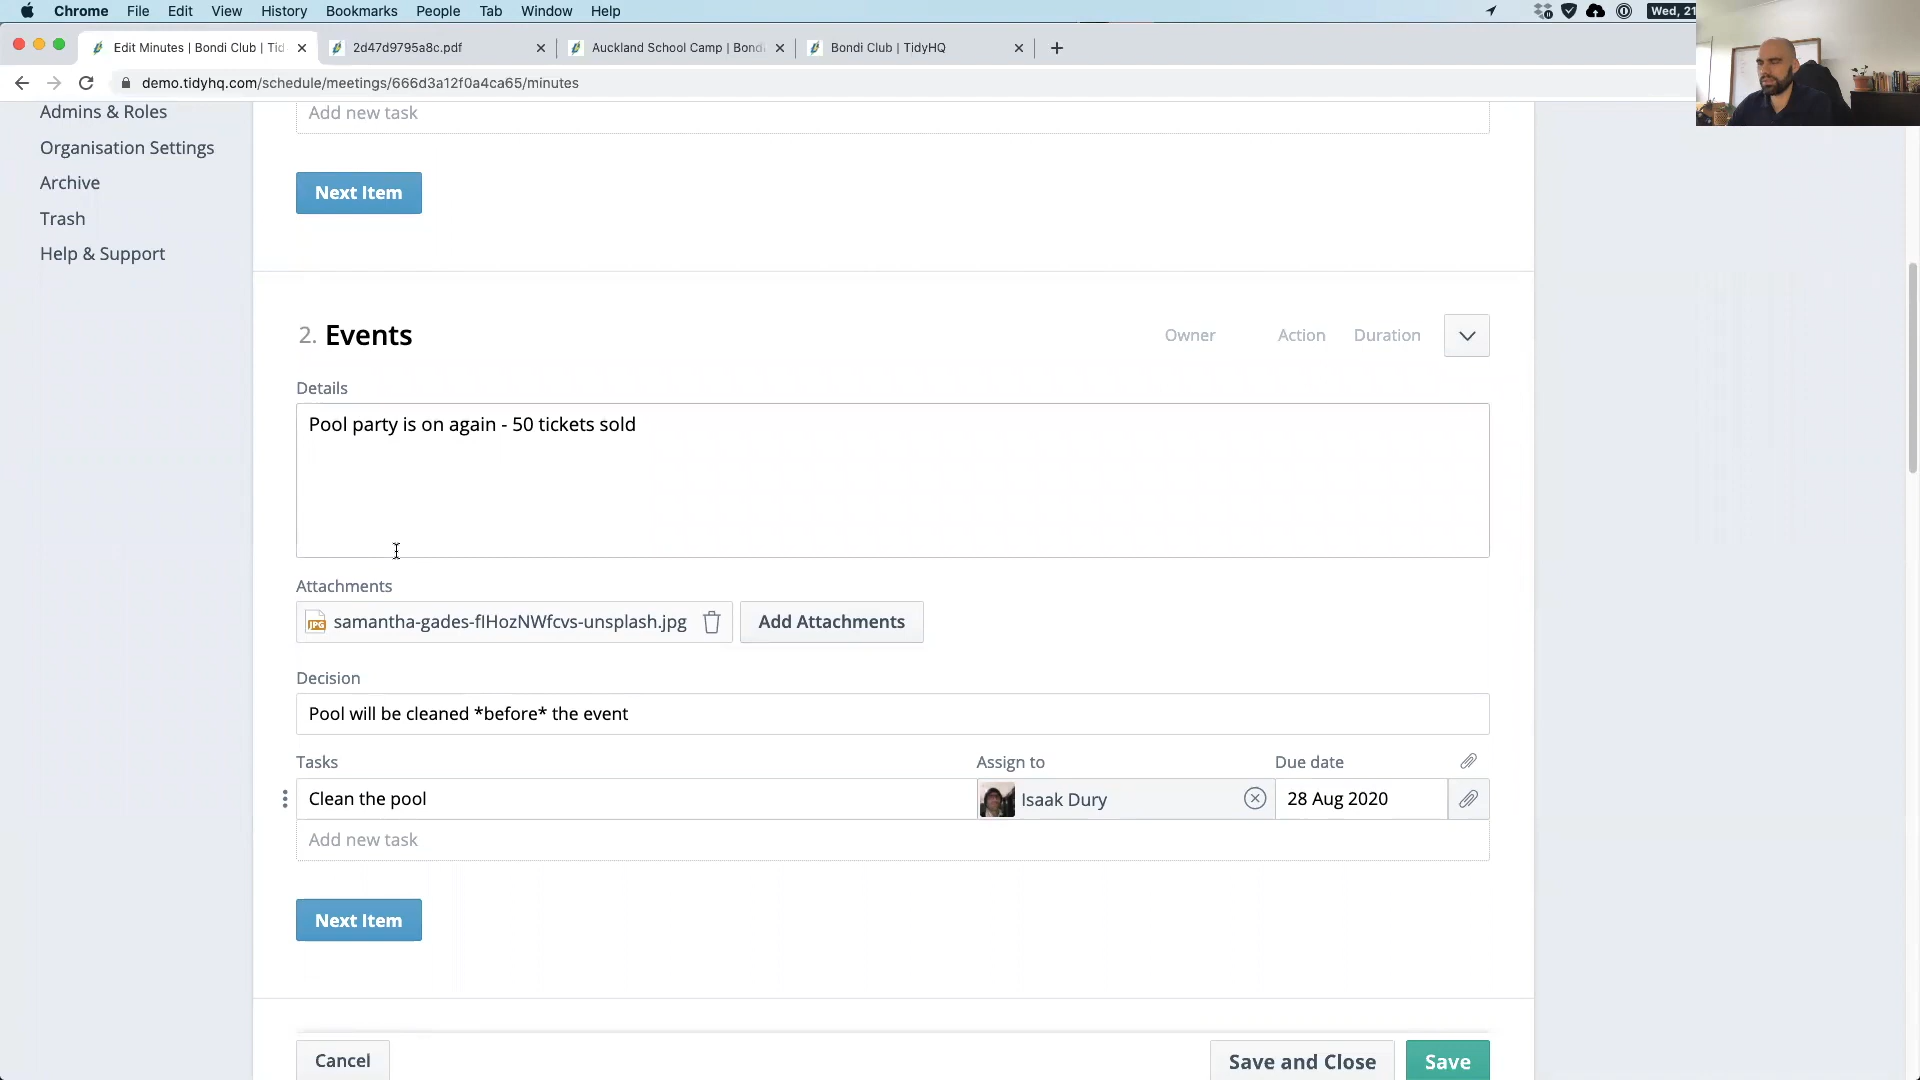 Chrome File Edit View History Bookmarks People Tab Window Help
Wed, 21
Edit Minutes | Bondi Club | Tid
2d47d9795a8c.pdf
Auckland School Camp | Bondi
Bondi Club | TidyHQ
demo.tidyhq.com/schedule/meetings/666d3a12f0a4ca65/minutes
Admins & Roles
Organisation Settings
Archive
Trash
Help & Support
Add new task
Next Item
2. Events
Owner Action Duration
Details
Pool party is on again - 50 tickets sold
Attachments
JPG samantha-gades-fIHozNWfcvs-unsplash.jpg
Add Attachments
Decision
Pool will be cleaned *before* the event
Tasks Assign to Due date
Clean the pool Isaak Dury 28 Aug 2020
Add new task
Next Item
Cancel Save and Close Save